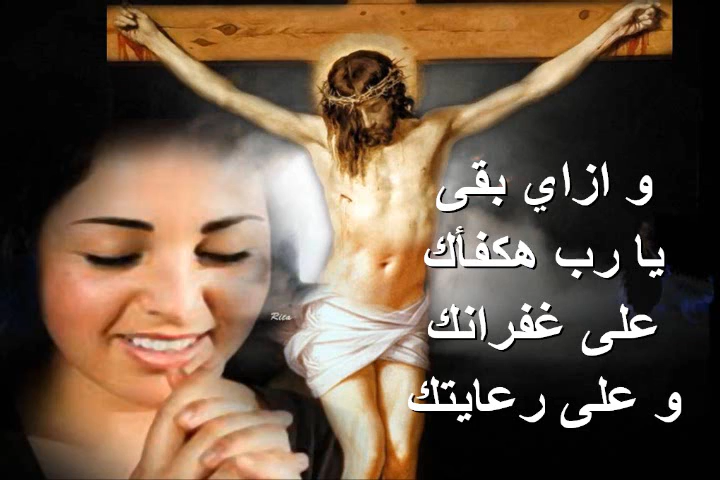 و ازاي بقى
يا رب هكفأك
على غفرانك
و على رعايتك
Rita